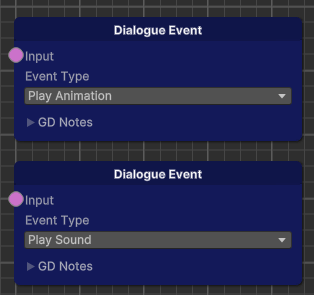 Dialogue Event
Input
Event Type
Play Animation
GD Notes
Dialogue Event
Input
Event Type
Play Sound
GD Notes